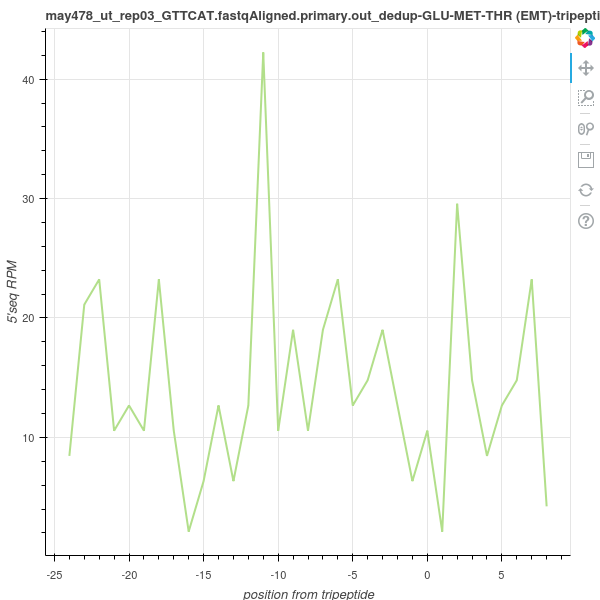 may478_ut_rep03_GTTCAT.fastqAligned.primary.out_dedup-GLU-MET-THR (EMT)-tripepti
40
30
20
10
5'seq RPM
-25 -20 -15 -10 -5 0 5
position from tripeptide